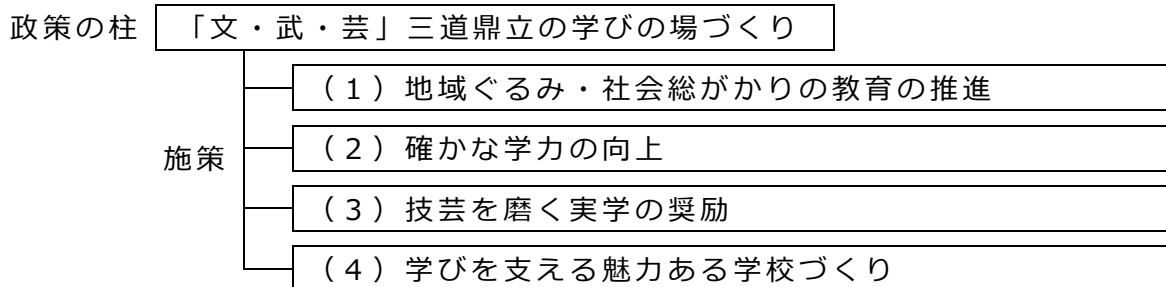 政策の柱 「文・武・芸」三道鼎立の学びの場づくり
（1）地域ぐるみ・社会総がかりの教育の推進
施策
（2）確かな学力の向上
（3）技芸を磨く実学の奨励
（4）学びを支える魅力ある学校づくり